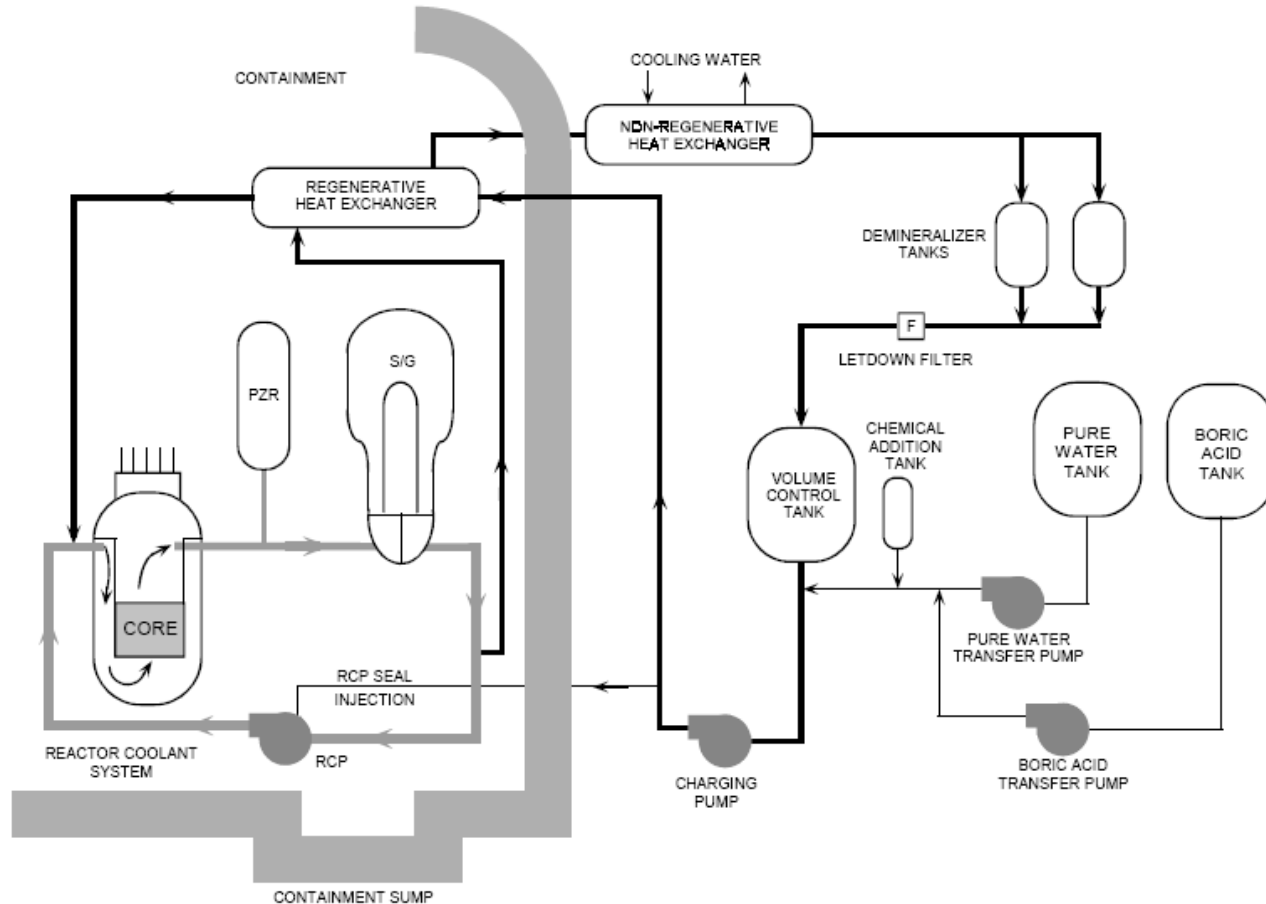 COOLING WATER
CONTAINMENT
NON-REGENERATIVE
HEAT EXCHANGER
REGENERATIVE
HEAT EXCHANGER
DEMINERALIZER
TANKS
F
LETDOWN FILTER
S/G
PZR
CHEMICAL
ADDITION
TANK
PURE
WATER
TANK
BORIC
ACID
TANK
VOLUME
CONTROL
TANK
CORE
PURE WATER
TRANSFER PUMP
RCP SEAL
INJECTION
REACTOR COOLANT
SYSTEM
RCP
CHARGING
PUMP
BORIC ACID
TRANSFER PUMP
CONTAINMENT SUMP